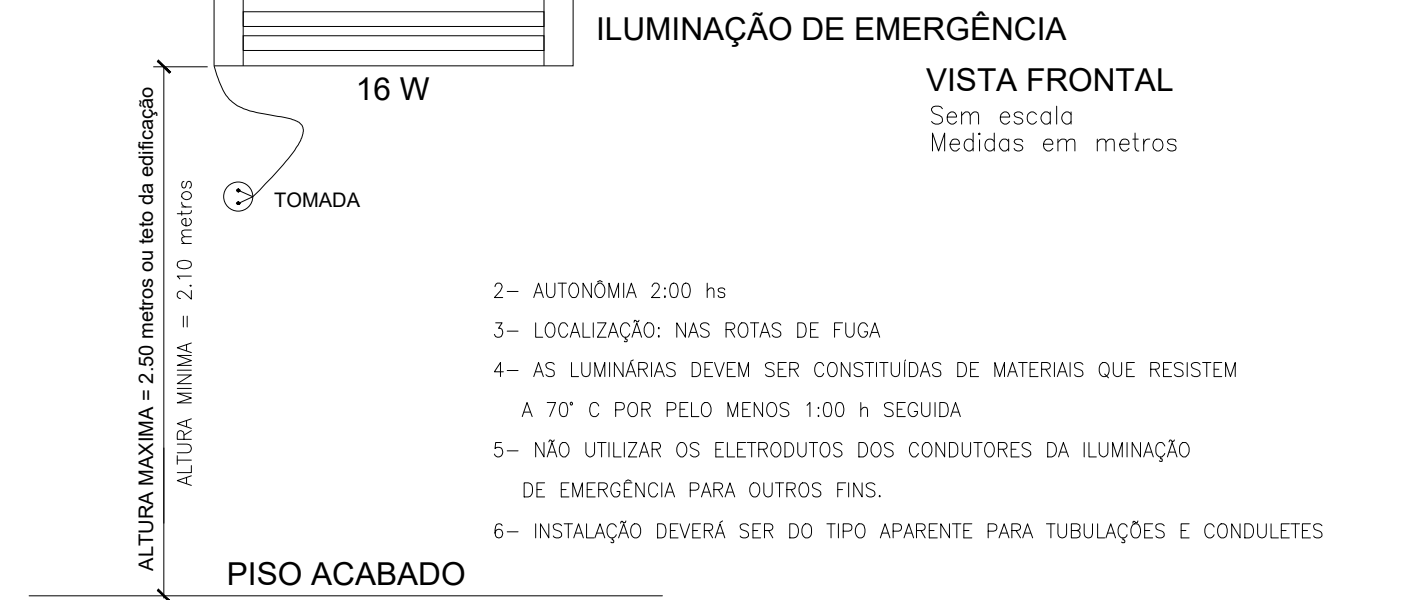 ILUMINAÇÃO DE EMERGÊNCIA
16 W
VISTA FRONTAL
Sem escala
Medidas em metros
TOMADA
ALTURA MAXIMA = 2.50 metros ou teto da edificação
ALTURA MINIMA = 2.10 metros
2- AUTONÔMIA 2:00 hs
3- LOCALIZAÇÃO: NAS ROTAS DE FUGA
4- AS LUMINÁRIAS DEVEM SER CONSTITUÍDAS DE MATERIAIS QUE RESISTEM
A 70° C POR PELO MENOS 1:00 h SEGUIDA
5- NÃO UTILIZAR OS ELETRODUTOS DOS CONDUTORES DA ILUMINAÇÃO
DE EMERGÊNCIA PARA OUTROS FINS.
6- INSTALAÇÃO DEVERÁ SER DO TIPO APARENTE PARA TUBULAÇÕES E CONDULETES
PISO ACABADO